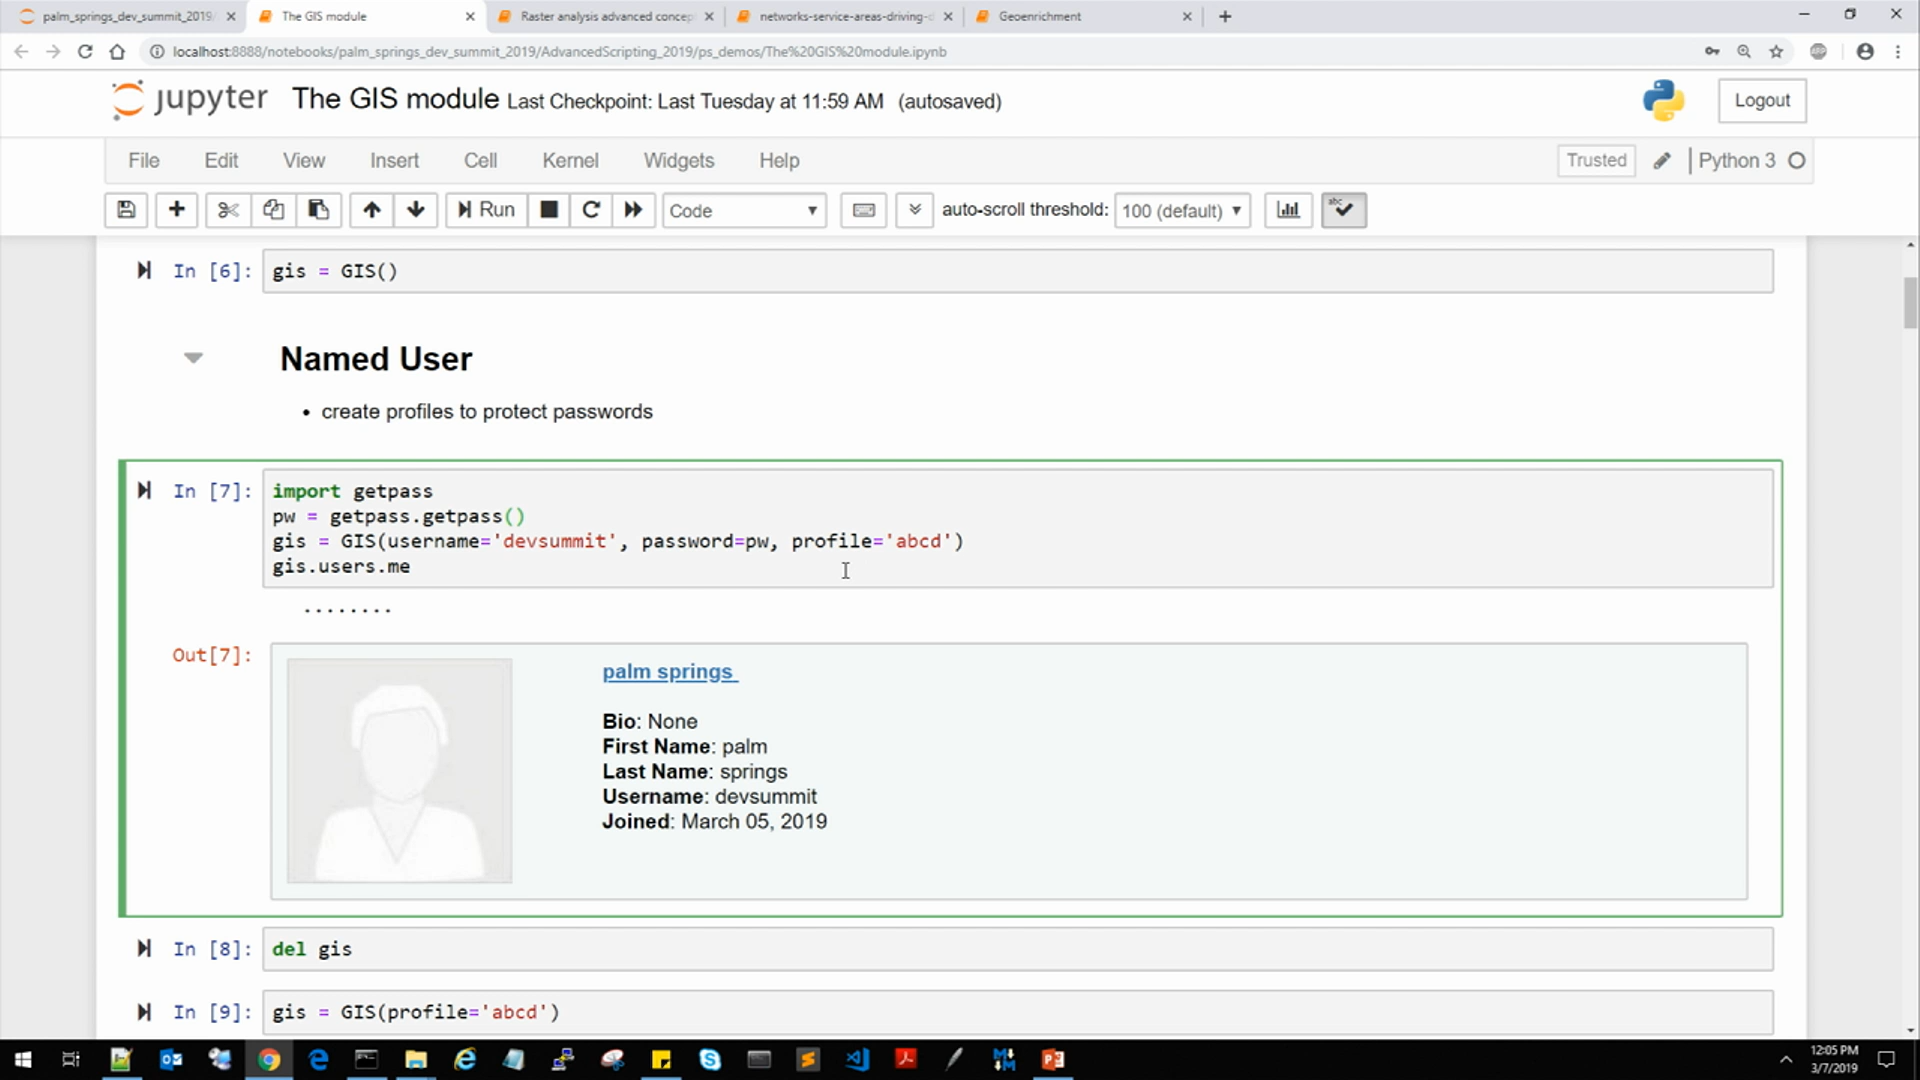 palm_springs_dev_summit_2019/
The GIS module
Raster analysis advanced concep
networks-service-areas-driving-d
Geoenrichment
localhost:8888/notebooks/palm_springs_dev_summit_2019/AdvancedScripting_2019/ps_demos/The%20GIS%20module.ipynb
jupyter The GIS module Last Checkpoint: Last Tuesday at 11:59 AM (autosaved)
Logout
File Edit View Insert Cell Kernel Widgets Help
Trusted Python 3
Run Code auto-scroll threshold: 100 (default)
In [6]: gis = GIS()
Named User
• create profiles to protect passwords
In [7]: import getpass
pw = getpass.getpass()
gis = GIS(username='devsummit', password=pw, profile='abcd')
gis.users.me
········
Out[7]:
palm springs
Bio: None
First Name: palm
Last Name: springs
Username: devsummit
Joined: March 05, 2019
In [8]: del gis
In [9]: gis = GIS(profile='abcd')
12:05 PM
3/7/2019